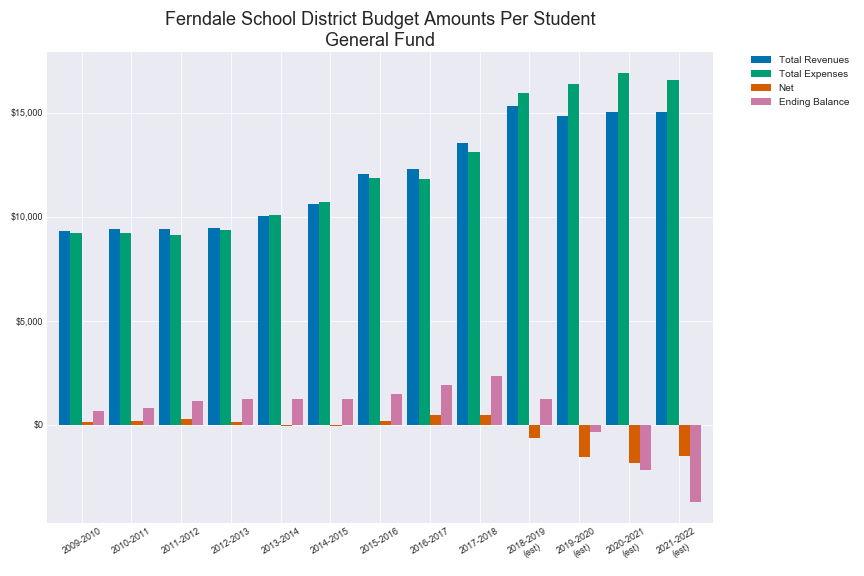 Ferndale School District Budget Amounts Per Student
General Fund
Total Revenues
Total Expenses
Net
Ending Balance
$15,000
$10,000
$5,000
$0
2009-2010
2010-2011
2011-2012
2012-2013
2013-2014
2014-2015
2015-2016
2016-2017
2017-2018
2018-2019
(est)
2019-2020
(est)
2020-2021
(est)
2021-2022
(est)